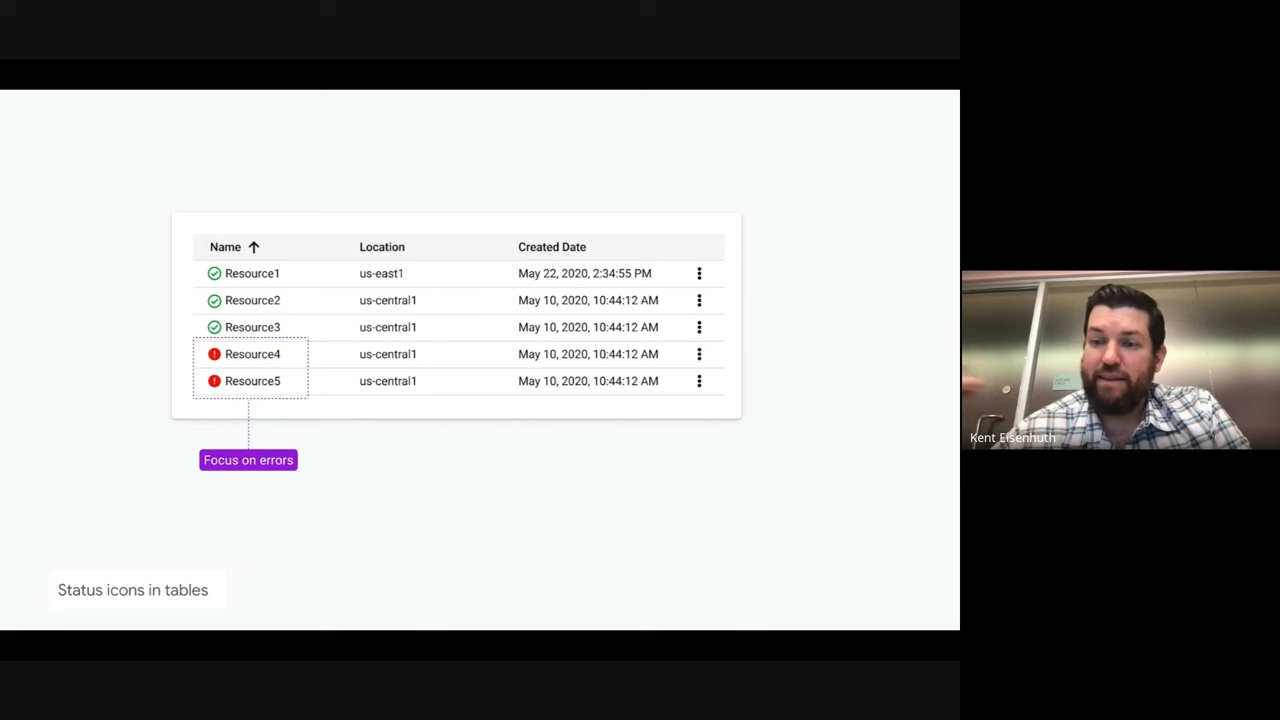 Name Location Created Date
Resource1 us-east1 May 22, 2020, 2:34:55 PM
Resource2 us-central1 May 10, 2020, 10:44:12 AM
Resource3 us-central1 May 10, 2020, 10:44:12 AM
Resource4 us-central1 May 10, 2020, 10:44:12 AM
Resource5 us-central1 May 10, 2020, 10:44:12 AM
Focus on errors
Status icons in tables
Kent Eisenhuth